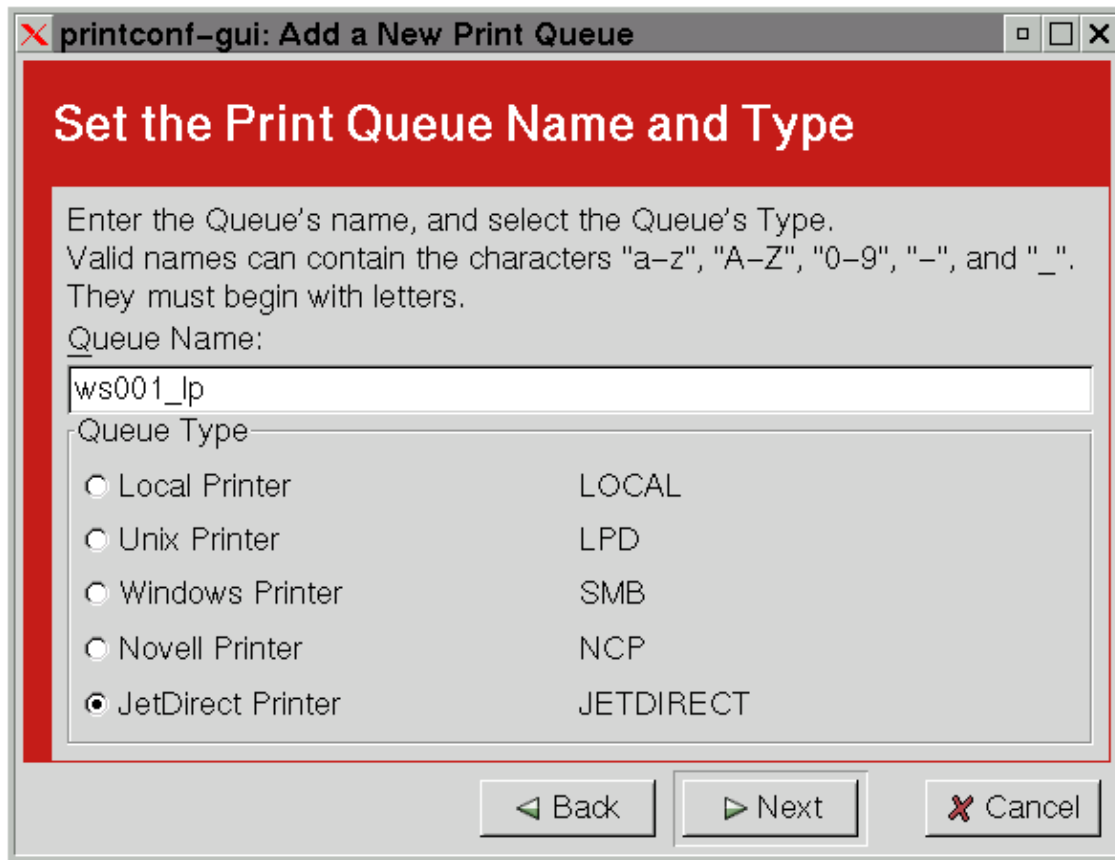 printconf-gui: Add a New Print Queue
Set the Print Queue Name and Type
Enter the Queue's name, and select the Queue's Type.
Valid names can contain the characters "a-z", "A-Z", "0-9", "-", and "_".
They must begin with letters.
Queue Name:
ws001_lp
Queue Type
Local Printer LOCAL
Unix Printer LPD
Windows Printer SMB
Novell Printer NCP
JetDirect Printer JETDIRECT
Back Next Cancel